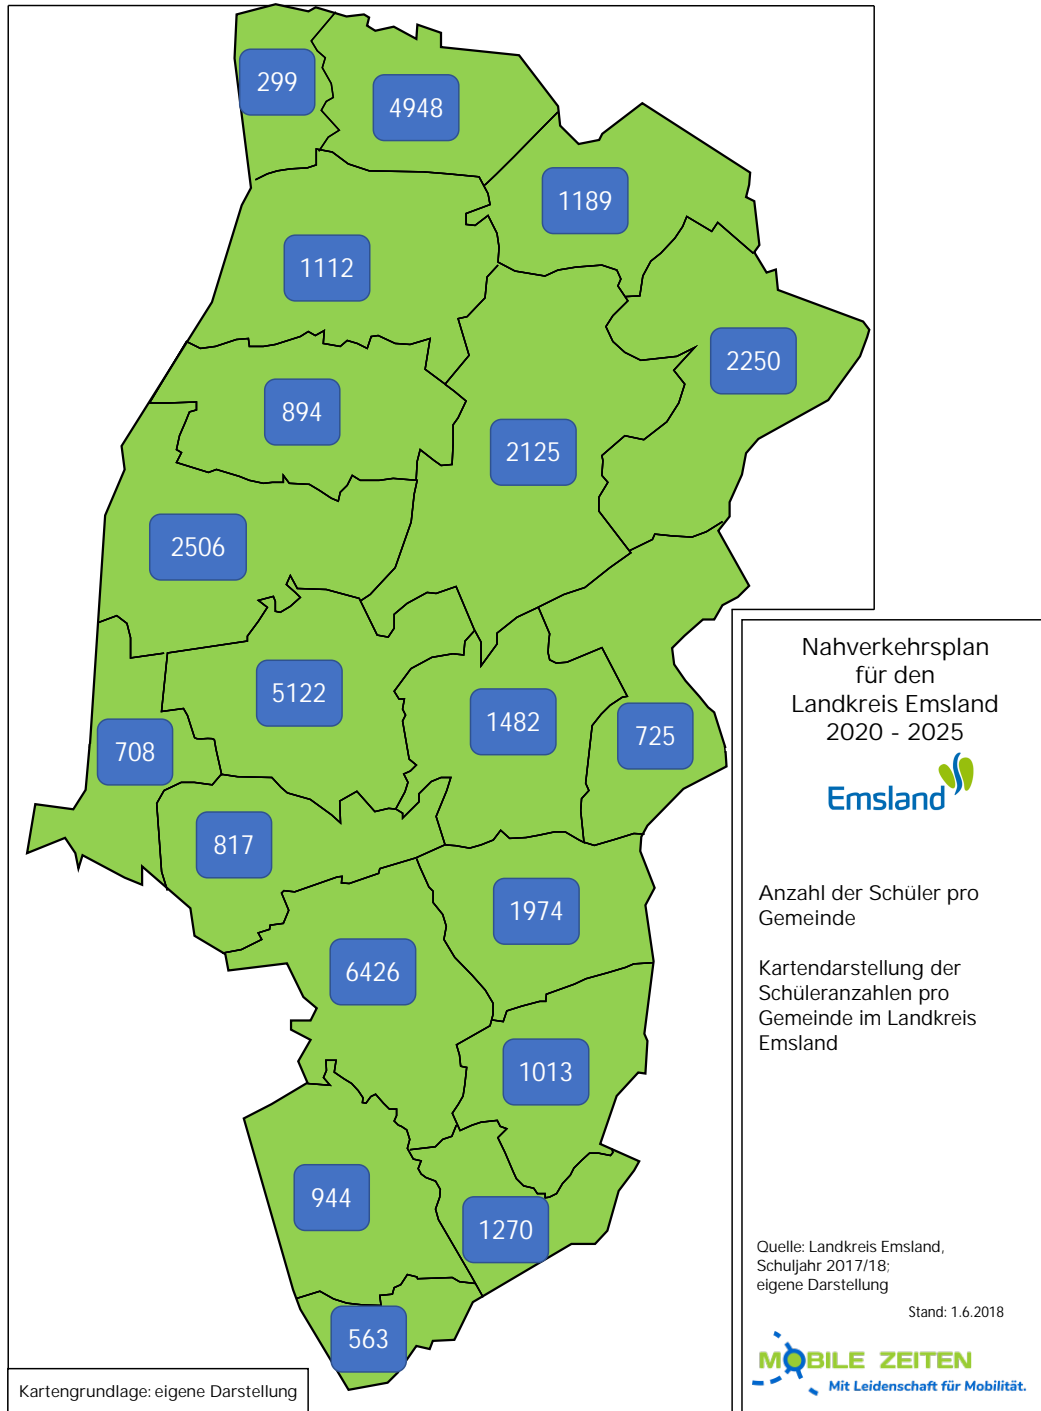 299
4948
1189
1112
2250
894
2125
2506
5122
1482
725
708
817
1974
6426
1013
944
1270
563
Kartengrundlage: eigene Darstellung
Nahverkehrsplan
für den
Landkreis Emsland
2020 - 2025
Emsland
Anzahl der Schüler pro
Gemeinde
Kartendarstellung der
Schüleranzahlen pro
Gemeinde im Landkreis
Emsland
Quelle: Landkreis Emsland,
Schuljahr 2017/18;
eigene Darstellung
Stand: 1.6.2018
MOBILE ZEITEN
Mit Leidenschaft für Mobilität.